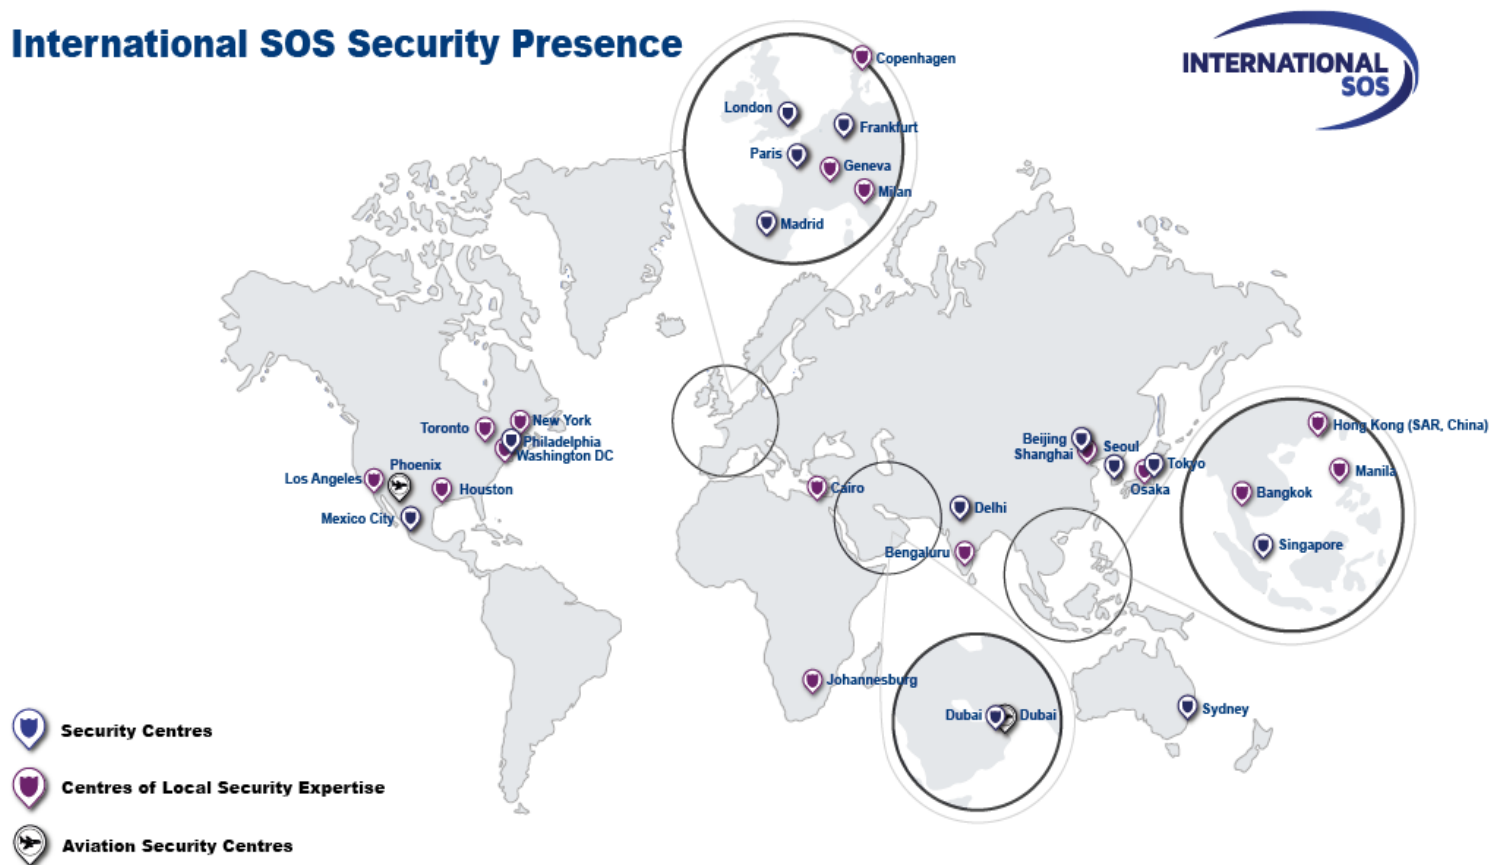 International SOS Security Presence
INTERNATIONAL
SOS
Copenhagen
London
Frankfurt
Paris
Geneva
Milan
Madrid
New York
Toronto
Philadelphia
Washington DC
Phoenix
Los Angeles
Houston
Mexico City
Cairo
Beijing
Shanghai
Seoul
Tokyo
Osaka
Delhi
Bengaluru
Hong Kong (SAR, China)
Manila
Bangkok
Singapore
Johannesburg
Dubai
Dubai
Sydney
Security Centres
Centres of Local Security Expertise
Aviation Security Centres